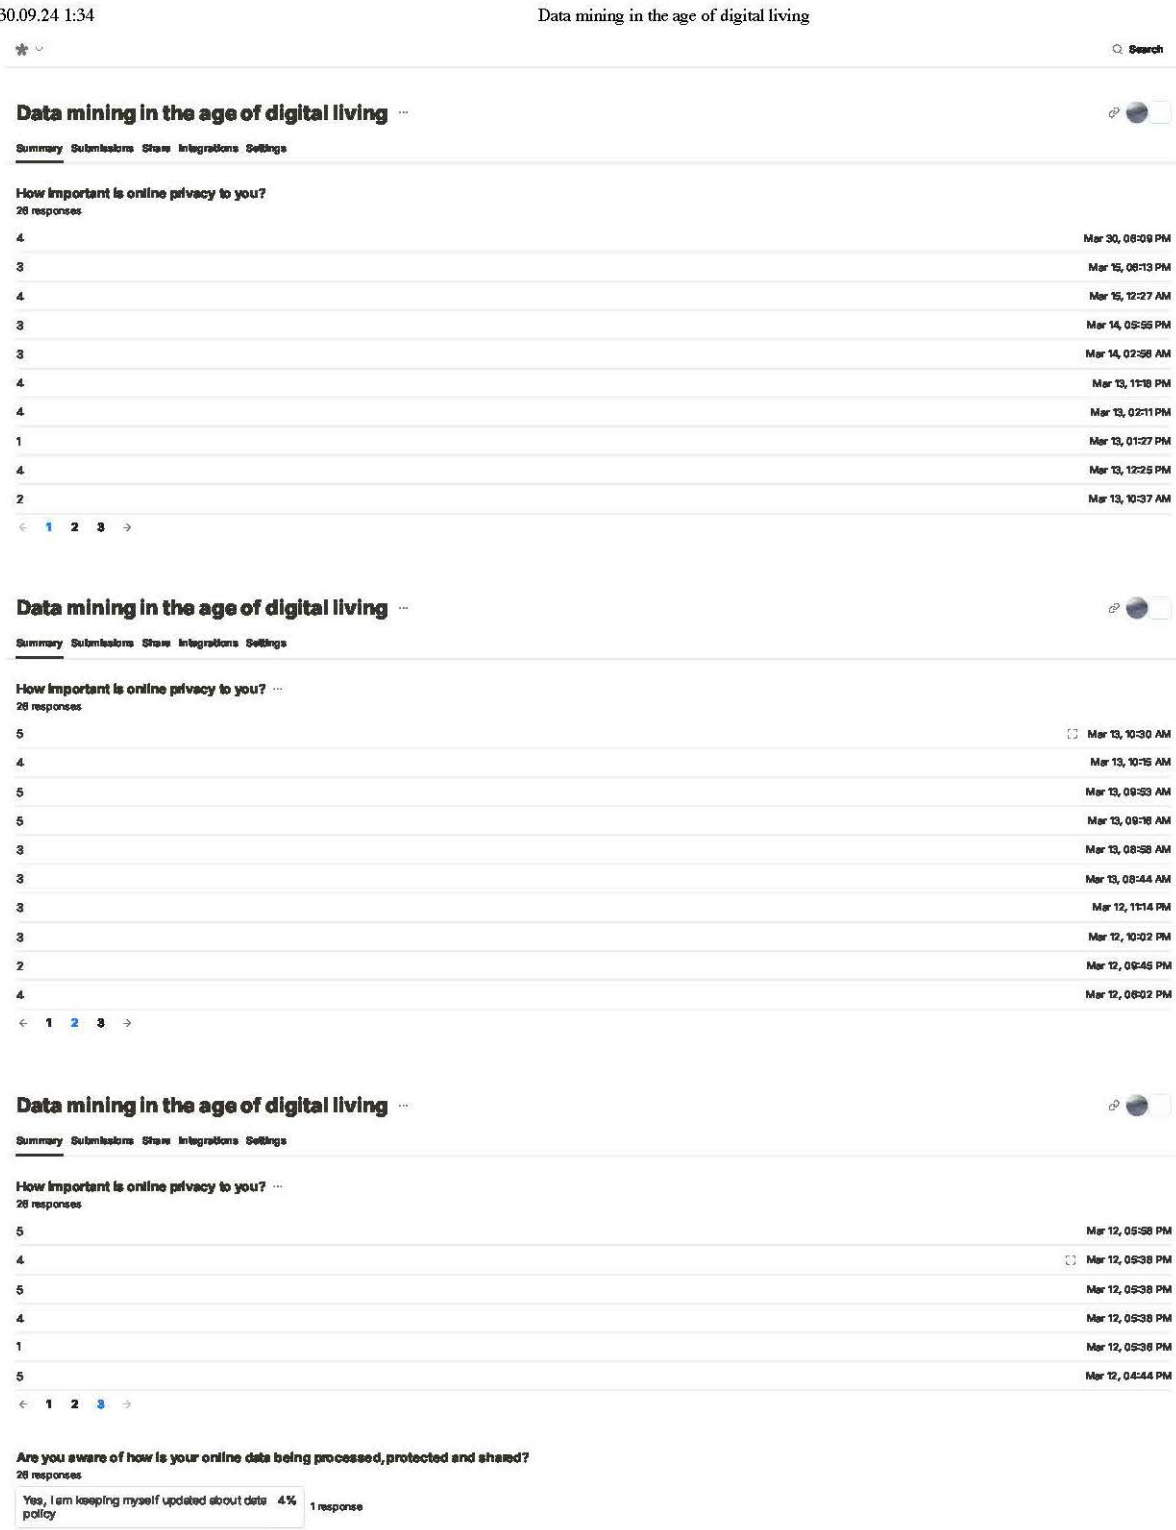 30.09.24 1:34 Data mining in the age of digital living
Search
Data mining in the age of digital living ...
Summary Submissions Share Integrations Settings
How important is online privacy to you?
26 responses
4 Mar 30, 06:09 PM
3 Mar 15, 06:13 PM
4 Mar 15, 12:27 AM
3 Mar 14, 05:55 PM
3 Mar 14, 02:56 AM
4 Mar 13, 11:18 PM
4 Mar 13, 02:11 PM
1 Mar 13, 01:27 PM
4 Mar 13, 12:25 PM
2 Mar 13, 10:37 AM
← 1 2 3 →
Data mining in the age of digital living ...
Summary Submissions Share Integrations Settings
How important is online privacy to you? ...
26 responses
5 Mar 13, 10:30 AM
4 Mar 13, 10:15 AM
5 Mar 13, 09:53 AM
5 Mar 13, 09:16 AM
3 Mar 13, 08:58 AM
3 Mar 13, 08:44 AM
3 Mar 12, 11:14 PM
3 Mar 12, 10:02 PM
2 Mar 12, 09:45 PM
4 Mar 12, 06:02 PM
← 1 2 3 →
Data mining in the age of digital living ...
Summary Submissions Share Integrations Settings
How important is online privacy to you? ...
26 responses
5 Mar 12, 05:58 PM
4 Mar 12, 05:38 PM
5 Mar 12, 05:38 PM
4 Mar 12, 05:38 PM
1 Mar 12, 05:36 PM
5 Mar 12, 04:44 PM
← 1 2 3 →
Are you aware of how is your online data being processed, protected and shared?
26 responses
Yes, I am keeping myself updated about data 4% 1 response
policy